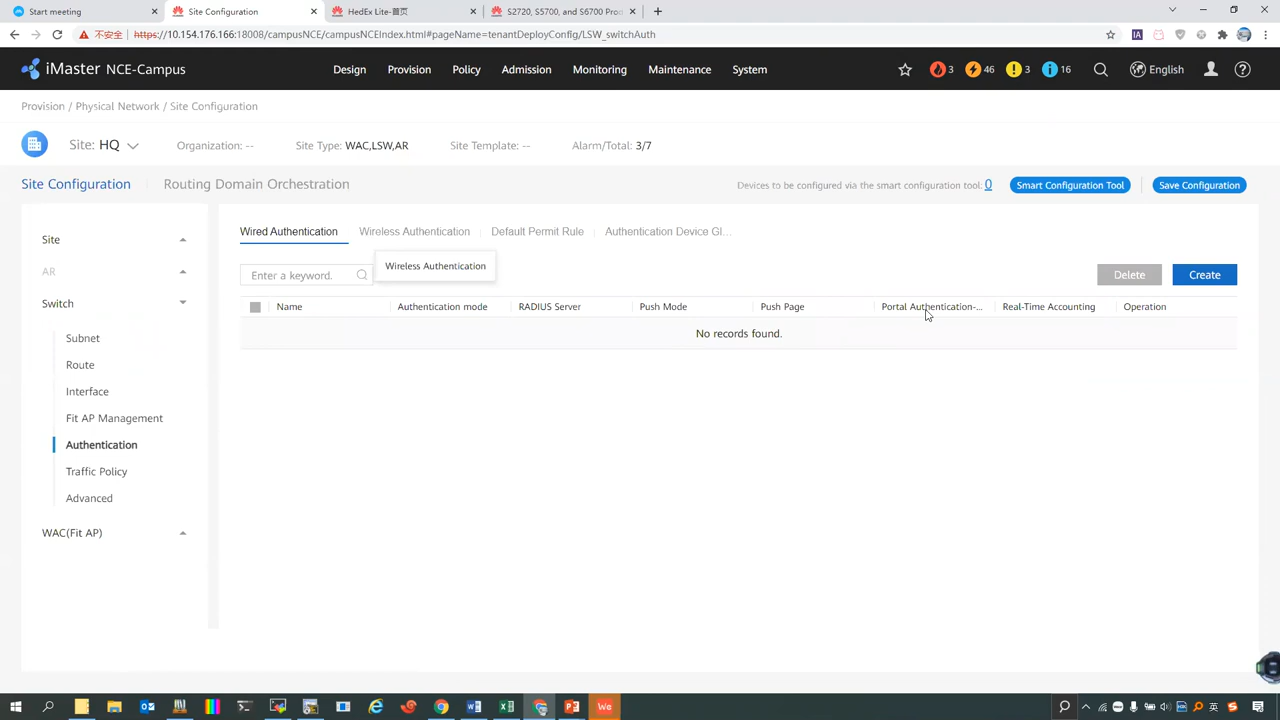 Start meeting
Site Configuration
HedEx Lite-首页
S2720, S5700, and S6700 Proc
不安全
https://10.154.176.166:18008/campusNCE/campusNCEIndex.html#pageName=tenantDeployConfig/LSW_switchAuth
iMaster NCE-Campus
Design
Provision
Policy
Admission
Monitoring
Maintenance
System
3
46
3
16
English
Provision / Physical Network / Site Configuration
Site: HQ
Organization: --
Site Type: WAC,LSW,AR
Site Template: --
Alarm/Total: 3/7
Site Configuration
Routing Domain Orchestration
Devices to be configured via the smart configuration tool: 0
Smart Configuration Tool
Save Configuration
Site
AR
Switch
Subnet
Route
Interface
Fit AP Management
Authentication
Traffic Policy
Advanced
WAC(Fit AP)
Wired Authentication
Wireless Authentication
Default Permit Rule
Authentication Device Gl...
Enter a keyword.
Wireless Authentication
Delete
Create
Name
Authentication mode
RADIUS Server
Push Mode
Push Page
Portal Authentication-...
Real-Time Accounting
Operation
No records found.
We
英